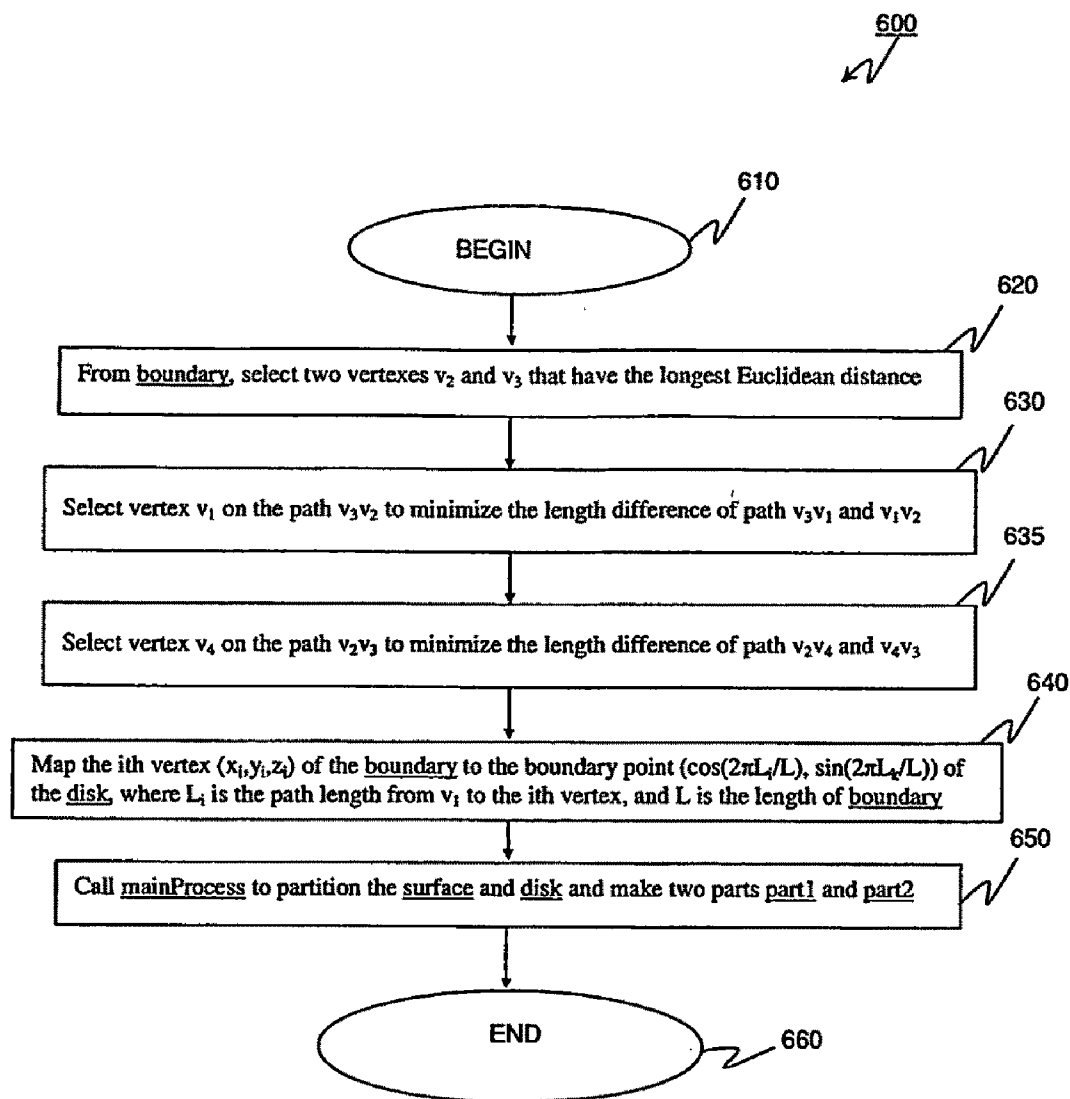 600
610
BEGIN
620
From boundary, select two vertexes v₂ and v₃ that have the longest Euclidean distance
630
Select vertex v₁ on the path v₃v₂ to minimize the length difference of path v₃v₁ and v₁v₂
635
Select vertex v₄ on the path v₂v₃ to minimize the length difference of path v₂v₄ and v₄v₃
640
Map the ith vertex (xᵢ,yᵢ,zᵢ) of the boundary to the boundary point (cos(2πLᵢ/L), sin(2πLᵢ/L)) of
the disk, where Lᵢ is the path length from v₁ to the ith vertex, and L is the length of boundary
650
Call mainProcess to partition the surface and disk and make two parts part1 and part2
END
660